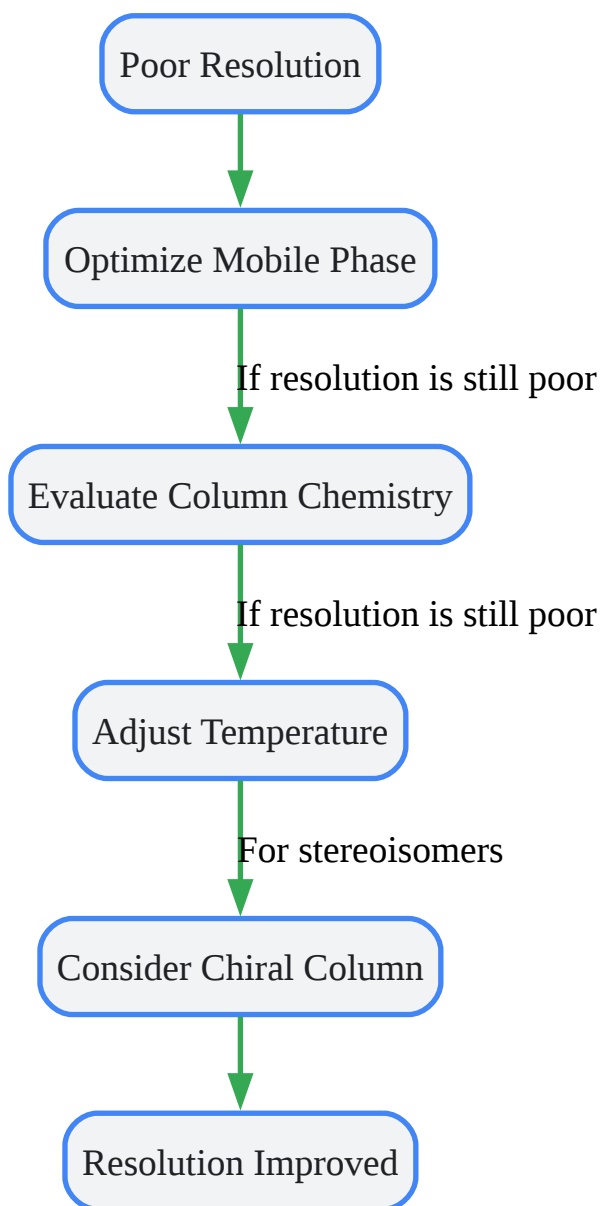 Poor Resolution
Optimize Mobile Phase
If resolution is still poor
Evaluate Column Chemistry
If resolution is still poor
Adjust Temperature
For stereoisomers
Consider Chiral Column
Resolution Improved